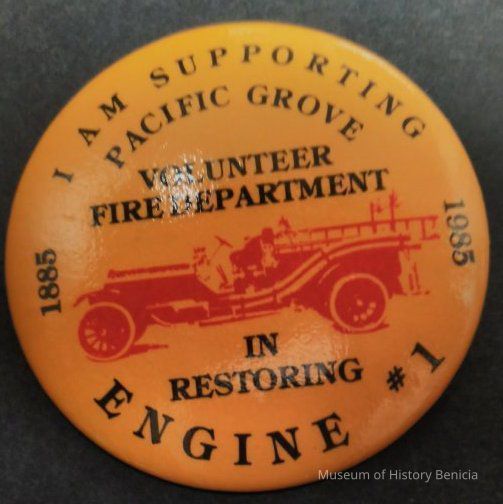 I AM SUPPORTING
PACIFIC GROVE
VOLUNTEER
FIRE DEPARTMENT
1885
1985
IN
RESTORING
ENGINE #1
Museum of History Benicia